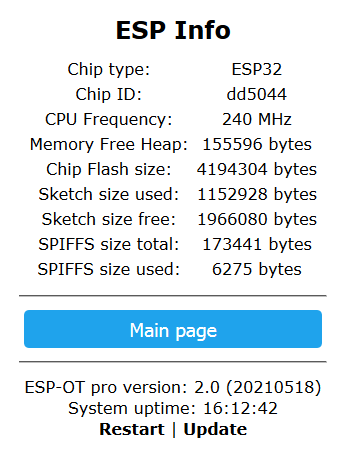 ESP Info
Chip type: ESP32
Chip ID: dd5044
CPU Frequency: 240 MHz
Memory Free Heap: 155596 bytes
Chip Flash size: 4194304 bytes
Sketch size used: 1152928 bytes
Sketch size free: 1966080 bytes
SPIFFS size total: 173441 bytes
SPIFFS size used: 6275 bytes
Main page
ESP-OT pro version: 2.0 (20210518)
System uptime: 16:12:42
Restart | Update